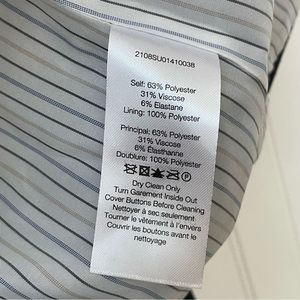 2108SU01410038
Self: 63% Polyester
31% Viscose
6% Elastane
Lining: 100% Polyester
Principal: 63% Polyester
31% Viscose
6% Élasthanne
Doublure: 100% Polyester
Dry Clean Only
Turn Garement Inside Out
Cover Buttons Before Cleaning
Nettoyer à sec seulement
Tourner le vêtement à l'envers
Couvrir les boutons avant le
nettoyage